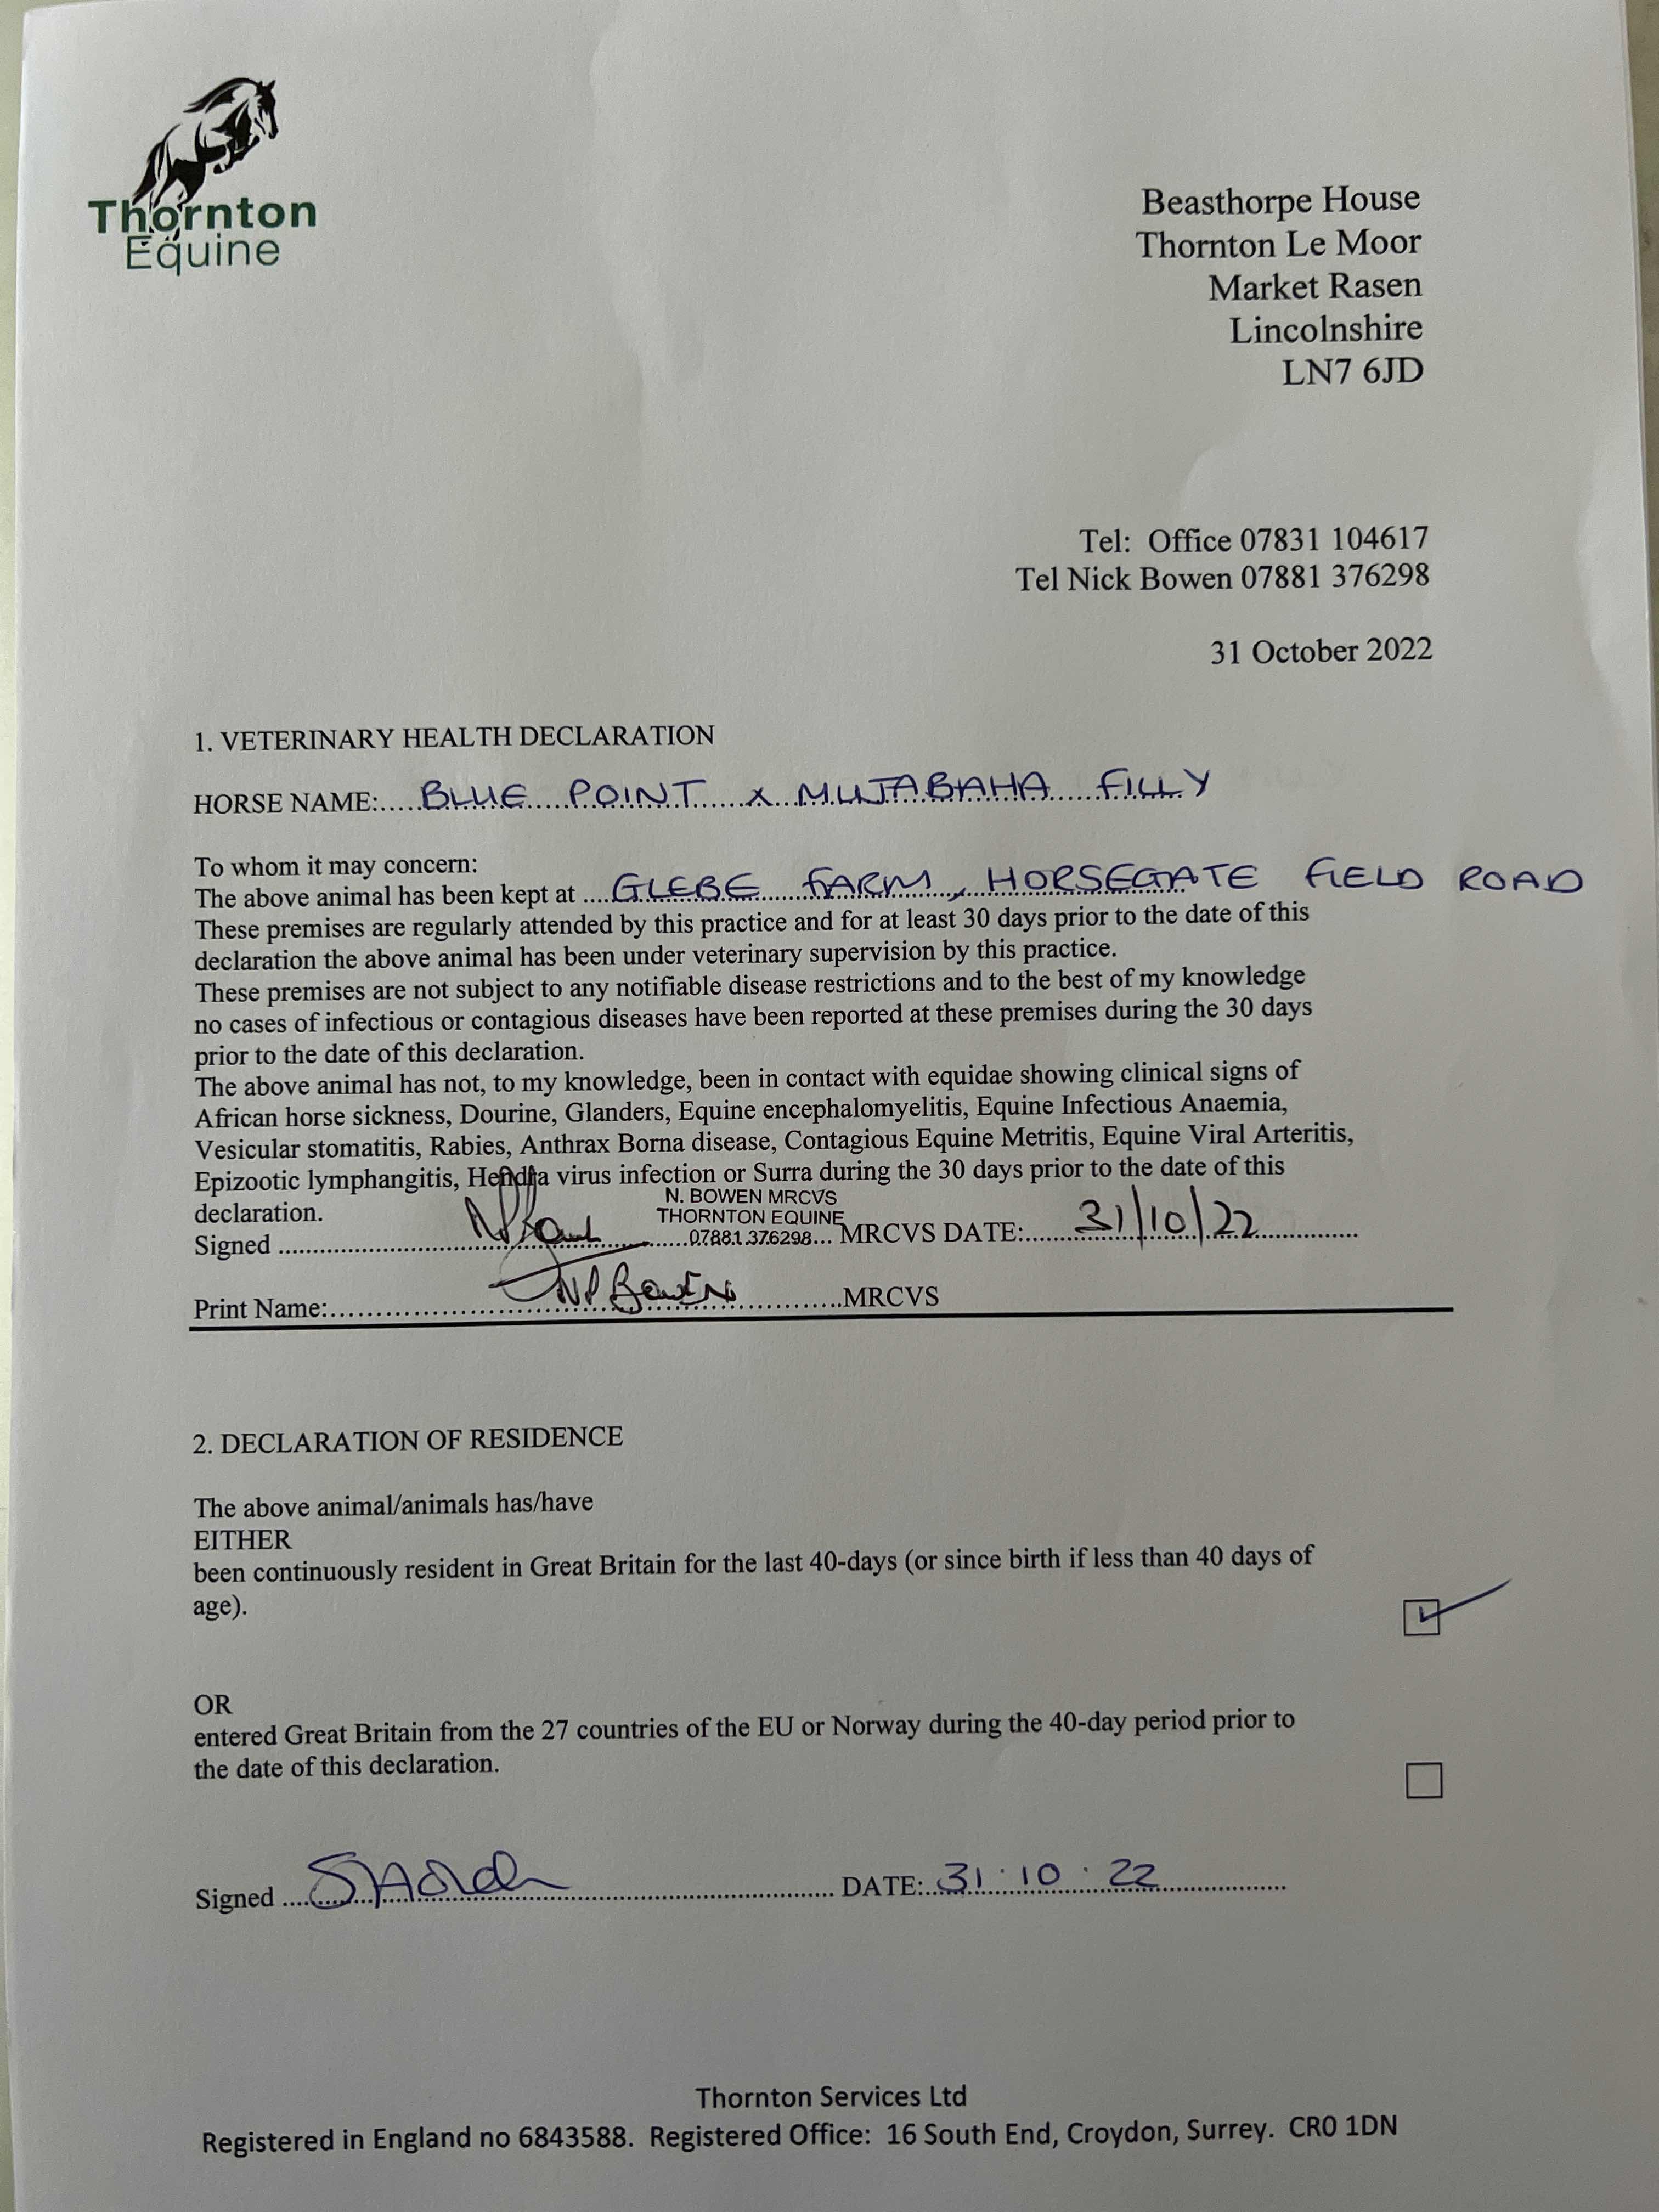 Thornton
Equine
Beasthorpe House
Thornton Le Moor
Market Rasen
Lincolnshire
LN7 6JD
Tel: Office 07831 104617
Tel Nick Bowen 07881 376298
31 October 2022
1. VETERINARY HEALTH DECLARATION
HORSE NAME:.....BLUE POINT x MUJABAHA FILLY
To whom it may concern:
The above animal has been kept at ....GLEBE FARM, HORSEGATE FIELD ROAD
These premises are regularly attended by this practice and for at least 30 days prior to the date of this
declaration the above animal has been under veterinary supervision by this practice.
These premises are not subject to any notifiable disease restrictions and to the best of my knowledge
no cases of infectious or contagious diseases have been reported at these premises during the 30 days
prior to the date of this declaration.
The above animal has not, to my knowledge, been in contact with equidae showing clinical signs of
African horse sickness, Dourine, Glanders, Equine encephalomyelitis, Equine Infectious Anaemia,
Vesicular stomatitis, Rabies, Anthrax Borna disease, Contagious Equine Metritis, Equine Viral Arteritis,
Epizootic lymphangitis, Hendra virus infection or Surra during the 30 days prior to the date of this
declaration.
N. BOWEN MRCVS
THORNTON EQUINE
07881 376298
Signed ........ MRCVS DATE:.......31/10/22
Print Name:........NP BOWEN........MRCVS
2. DECLARATION OF RESIDENCE
The above animal/animals has/have
EITHER
been continuously resident in Great Britain for the last 40-days (or since birth if less than 40 days of
age).
OR
entered Great Britain from the 27 countries of the EU or Norway during the 40-day period prior to
the date of this declaration.
Signed ........ DATE:...31·10·22
Thornton Services Ltd
Registered in England no 6843588. Registered Office: 16 South End, Croydon, Surrey. CR0 1DN